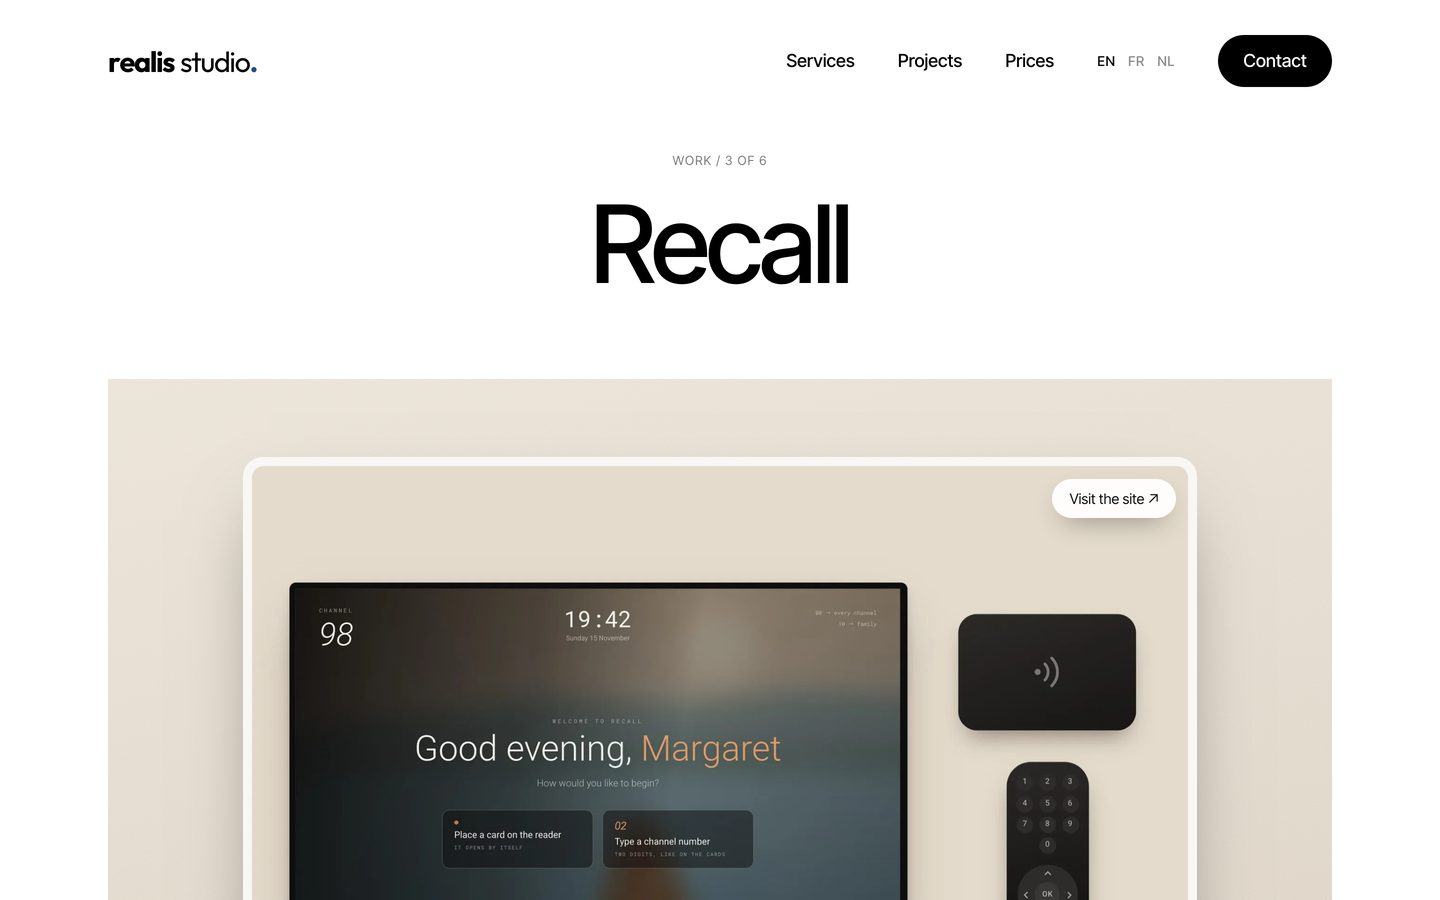 realis studio.
Services
Projects
Prices
EN FR NL
Contact
WORK / 3 OF 6
Recall
Visit the site ↗
CHANNEL
98
19:42
Sunday 15 November
98 → every channel
10 → family
WELCOME TO RECALL
Good evening, Margaret
How would you like to begin?
Place a card on the reader
IT OPENS BY ITSELF
02
Type a channel number
TWO DIGITS, LIKE ON THE CARDS
1 2 3
4 5 6
7 8 9
0
OK